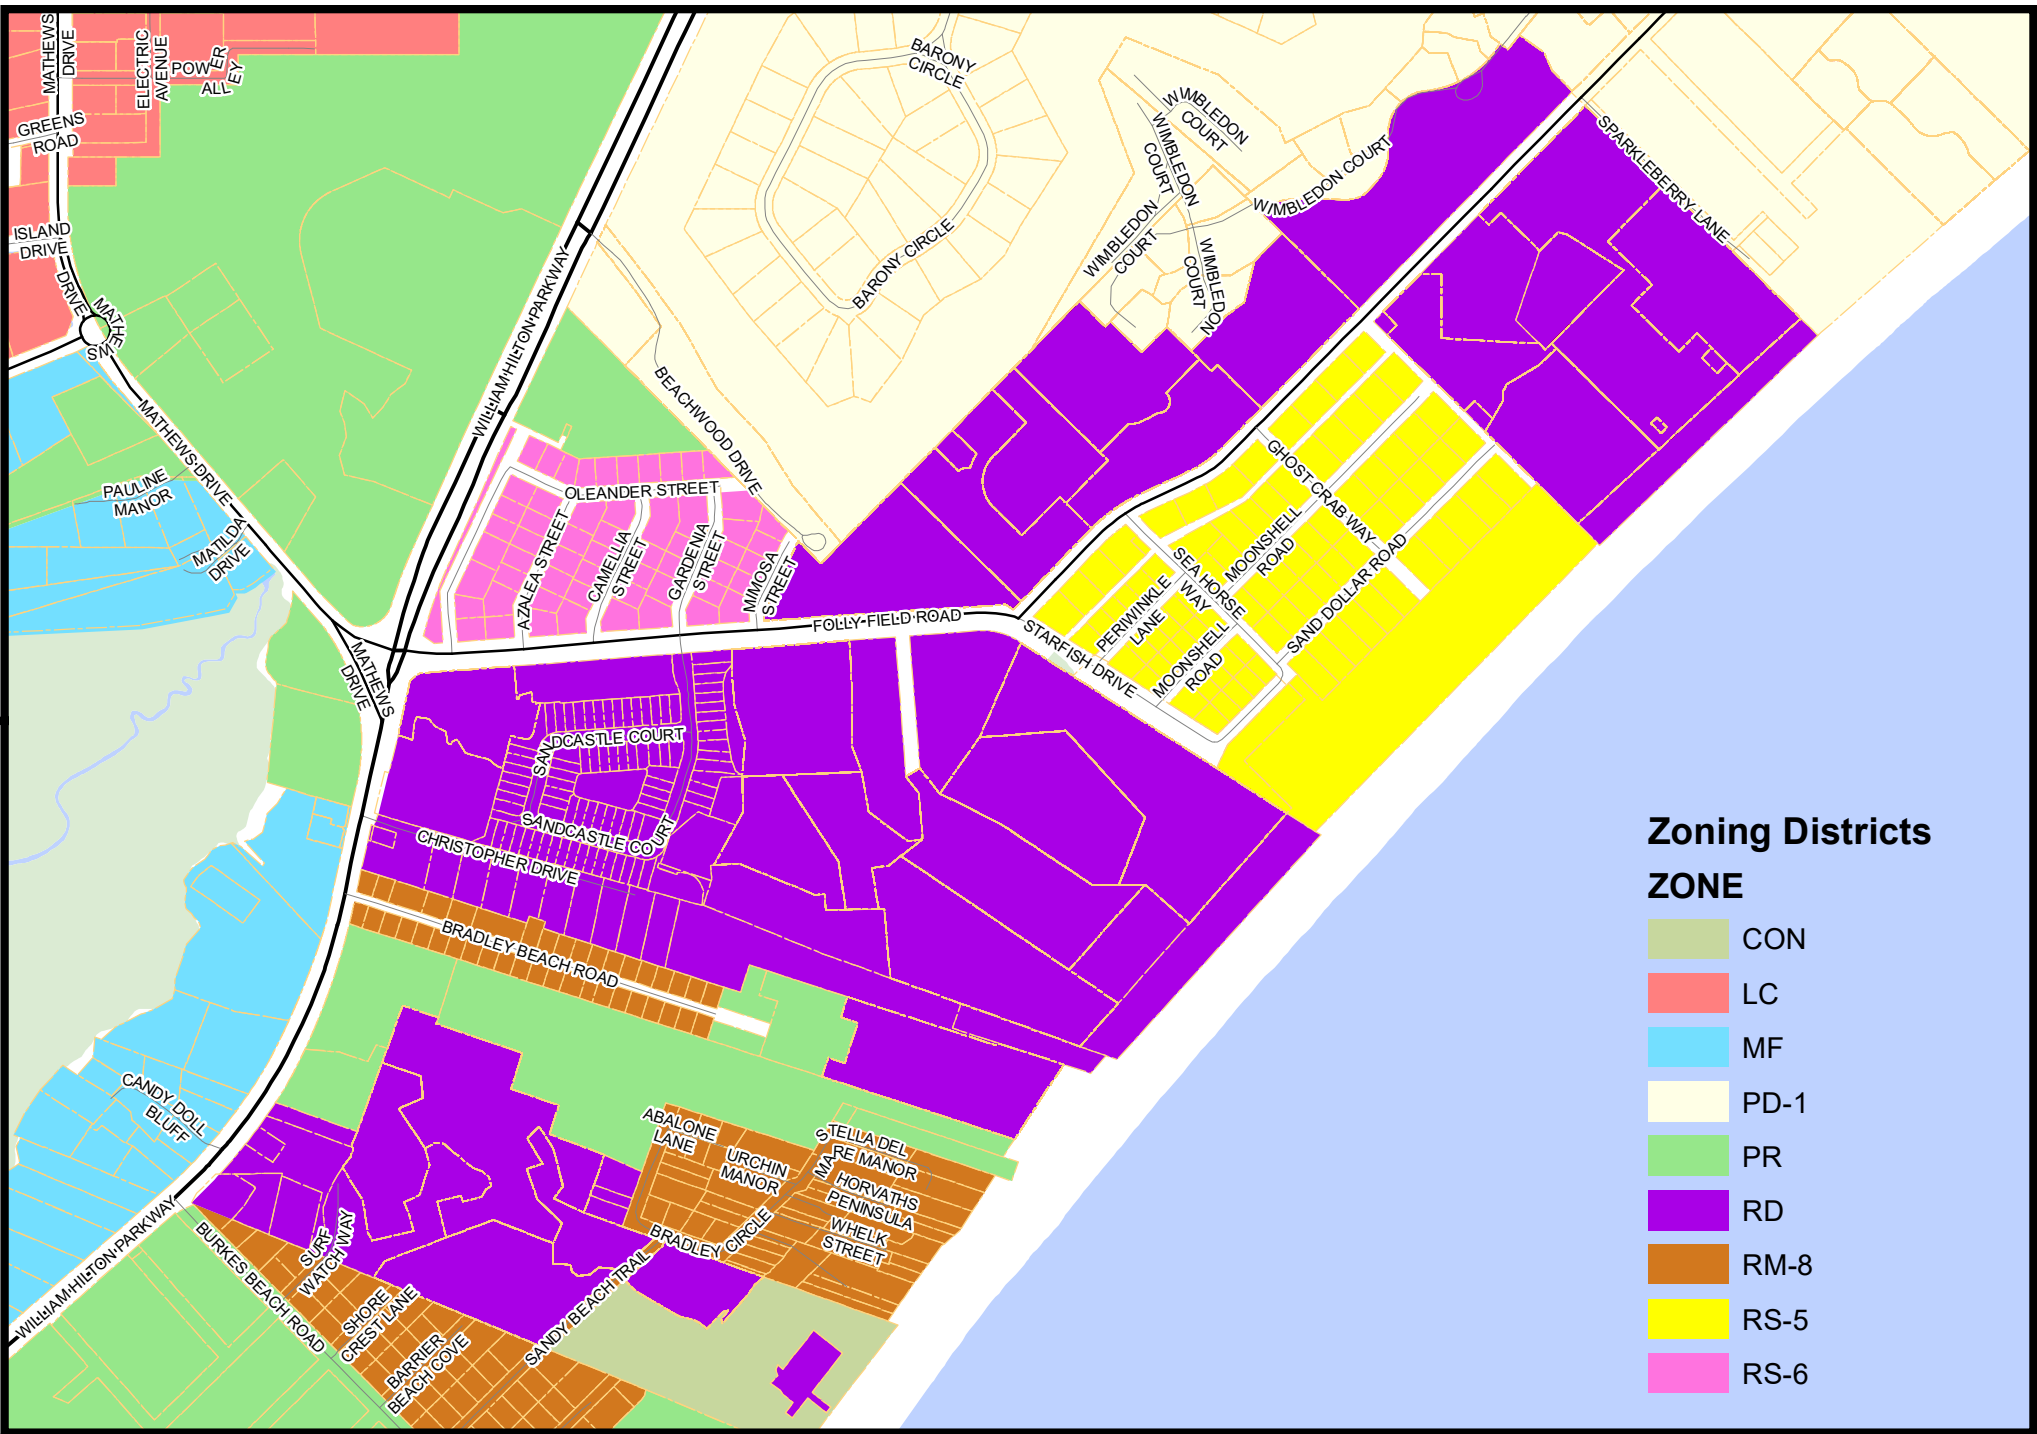 MATHEWS
DRIVE
ELECTRIC
AVENUE
POWER
ALLEY
GREENS
ROAD
ISLAND
DRIVE
MATHEWS
DRIVE
BARONY
CIRCLE
BARONY CIRCLE
WIMBLEDON
COURT
WIMBLEDON
COURT
WIMBLEDON COURT
WIMBLEDON
COURT
WIMBLEDON
COURT
SPARKLEBERRY LANE
WILLIAM HILTON PARKWAY
BEACHWOOD DRIVE
MATHEWS DRIVE
PAULINE
MANOR
MATILDA
DRIVE
OLEANDER STREET
AZALEA STREET
CAMELLIA
STREET
GARDENIA
STREET
MIMOSA
STREET
FOLLY FIELD ROAD
GHOST CRAB WAY
MOONSHELL
ROAD
SEA HORSE
WAY
PERIWINKLE
LANE
SAND DOLLAR ROAD
STARFISH DRIVE
MOONSHELL
ROAD
MATHEWS
DRIVE
SANDCASTLE COURT
SANDCASTLE COURT
CHRISTOPHER DRIVE
BRADLEY BEACH ROAD
CANDY DOLL
BLUFF
ABALONE
LANE
URCHIN
MANOR
STELLA DEL
MARE MANOR
HORVATHS
PENINSULA
WHELK
STREET
BRADLEY CIRCLE
SURF
WATCH WAY
WILLIAM HILTON PARKWAY
BURKES BEACH ROAD
SHORE
CREST LANE
BARRIER
BEACH COVE
SANDY BEACH TRAIL
Zoning Districts
ZONE
CON
LC
MF
PD-1
PR
RD
RM-8
RS-5
RS-6